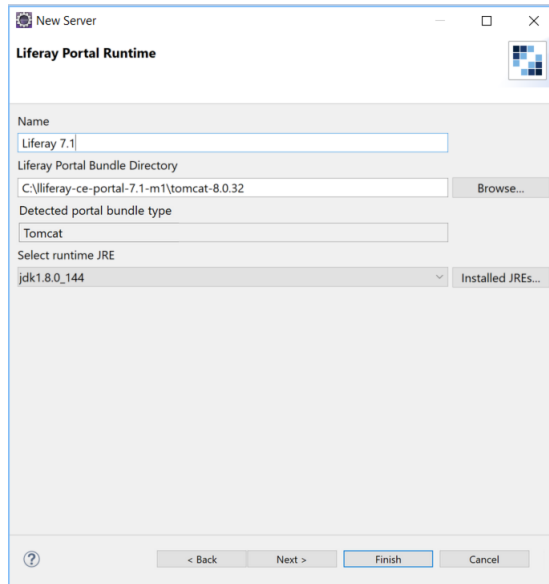 New Server
Liferay Portal Runtime
Name
Liferay 7.1
Liferay Portal Bundle Directory
C:\lliferay-ce-portal-7.1-m1\tomcat-8.0.32
Browse...
Detected portal bundle type
Tomcat
Select runtime JRE
jdk1.8.0_144
Installed JREs...
?
< Back
Next >
Finish
Cancel